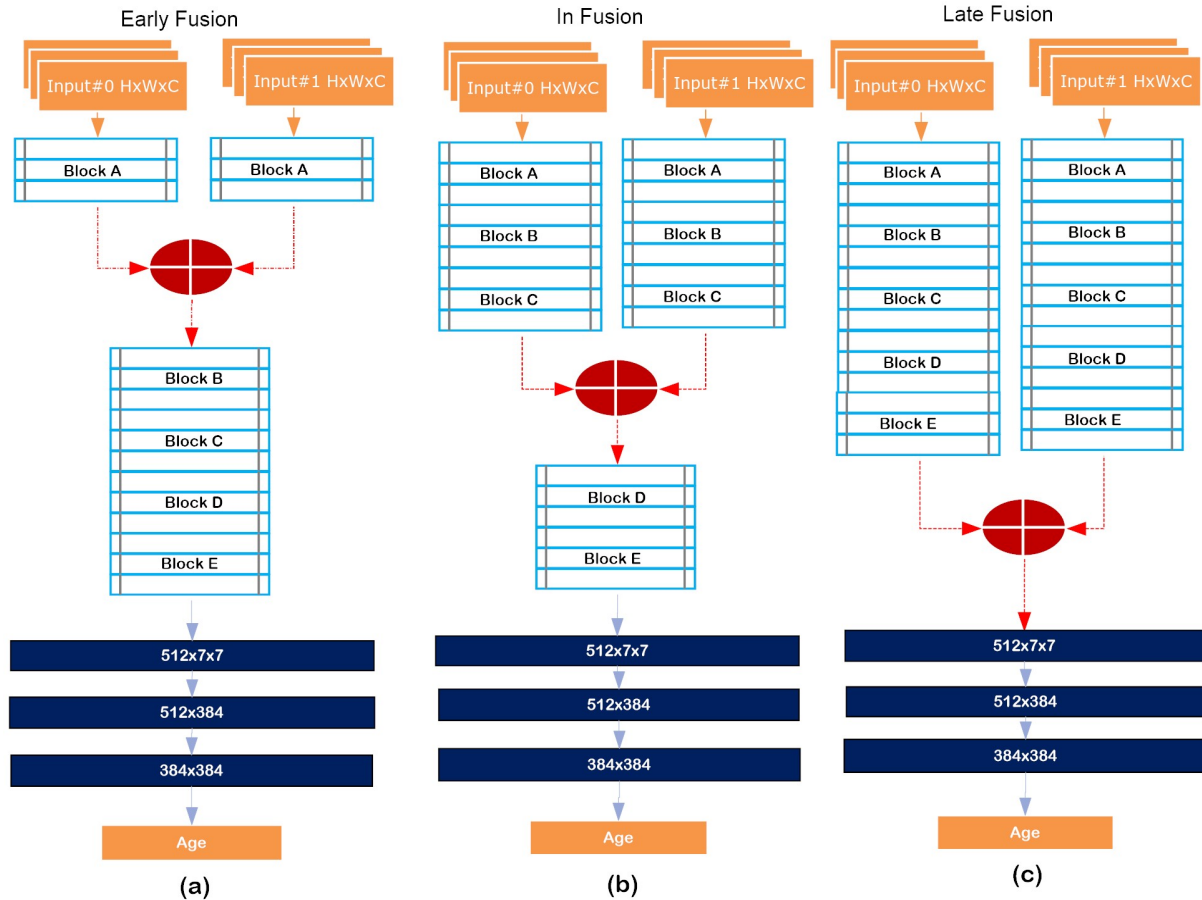 Early Fusion
Input#0 HxWxC
Input#1 HxWxC
Block A
Block A
Block B
Block C
Block D
Block E
512x7x7
512x384
384x384
Age
(a)
In Fusion
Input#0 HxWxC
Input#1 HxWxC
Block A
Block B
Block C
Block A
Block B
Block C
Block D
Block E
512x7x7
512x384
384x384
Age
(b)
Late Fusion
Input#0 HxWxC
Input#1 HxWxC
Block A
Block B
Block C
Block D
Block E
Block A
Block B
Block C
Block D
Block E
512x7x7
512x384
384x384
Age
(c)